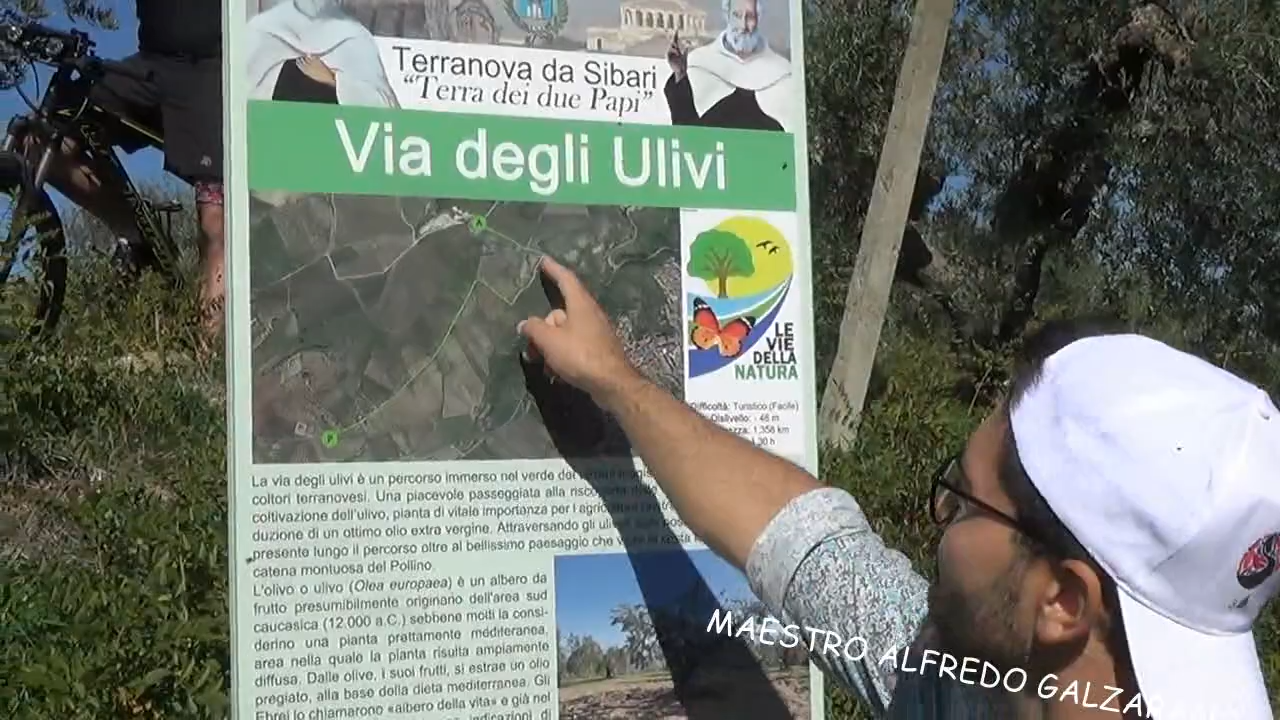 Terranova da Sibari
“Terra dei due Papi”
Via degli Ulivi
LE
VIE
DELLA
NATURA
Difficoltà: Turistico (Facile)
Dislivello: - 46 m
1,358 km
30 h
La via degli ulivi è un percorso immerso nel verde dei
coltori terranovesi. Una piacevole passeggiata alla
coltivazione dell'ulivo, pianta di vitale importanza per l'
duzione di un ottimo olio extra vergine. Attraversando gli
presente lungo il percorso oltre al bellissimo paesaggio che
catena montuosa del Pollino.
L'olivo o ulivo (Olea europaea) è un albero da
frutto presumibilmente originario dell'area sud
caucasica (12.000 a.C.) sebbene molti la consi-
derino una pianta prettamente mediterranea,
area nella quale la pianta risulta ampiamente
diffusa. Dalle olive, i suoi frutti, si estrae un olio
pregiato, alla base della dieta mediterranea. Gli
Ebrei lo chiamarono «albero della vita» e già nel
indicazioni di
MAESTRO ALFREDO